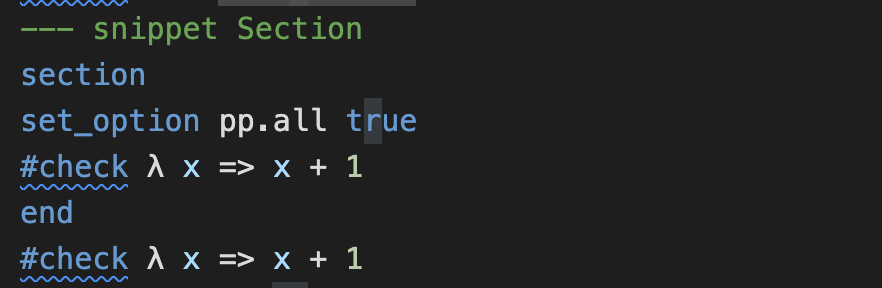 --- snippet Section
section
set_option pp.all true
#check λ x => x + 1
end
#check λ x => x + 1